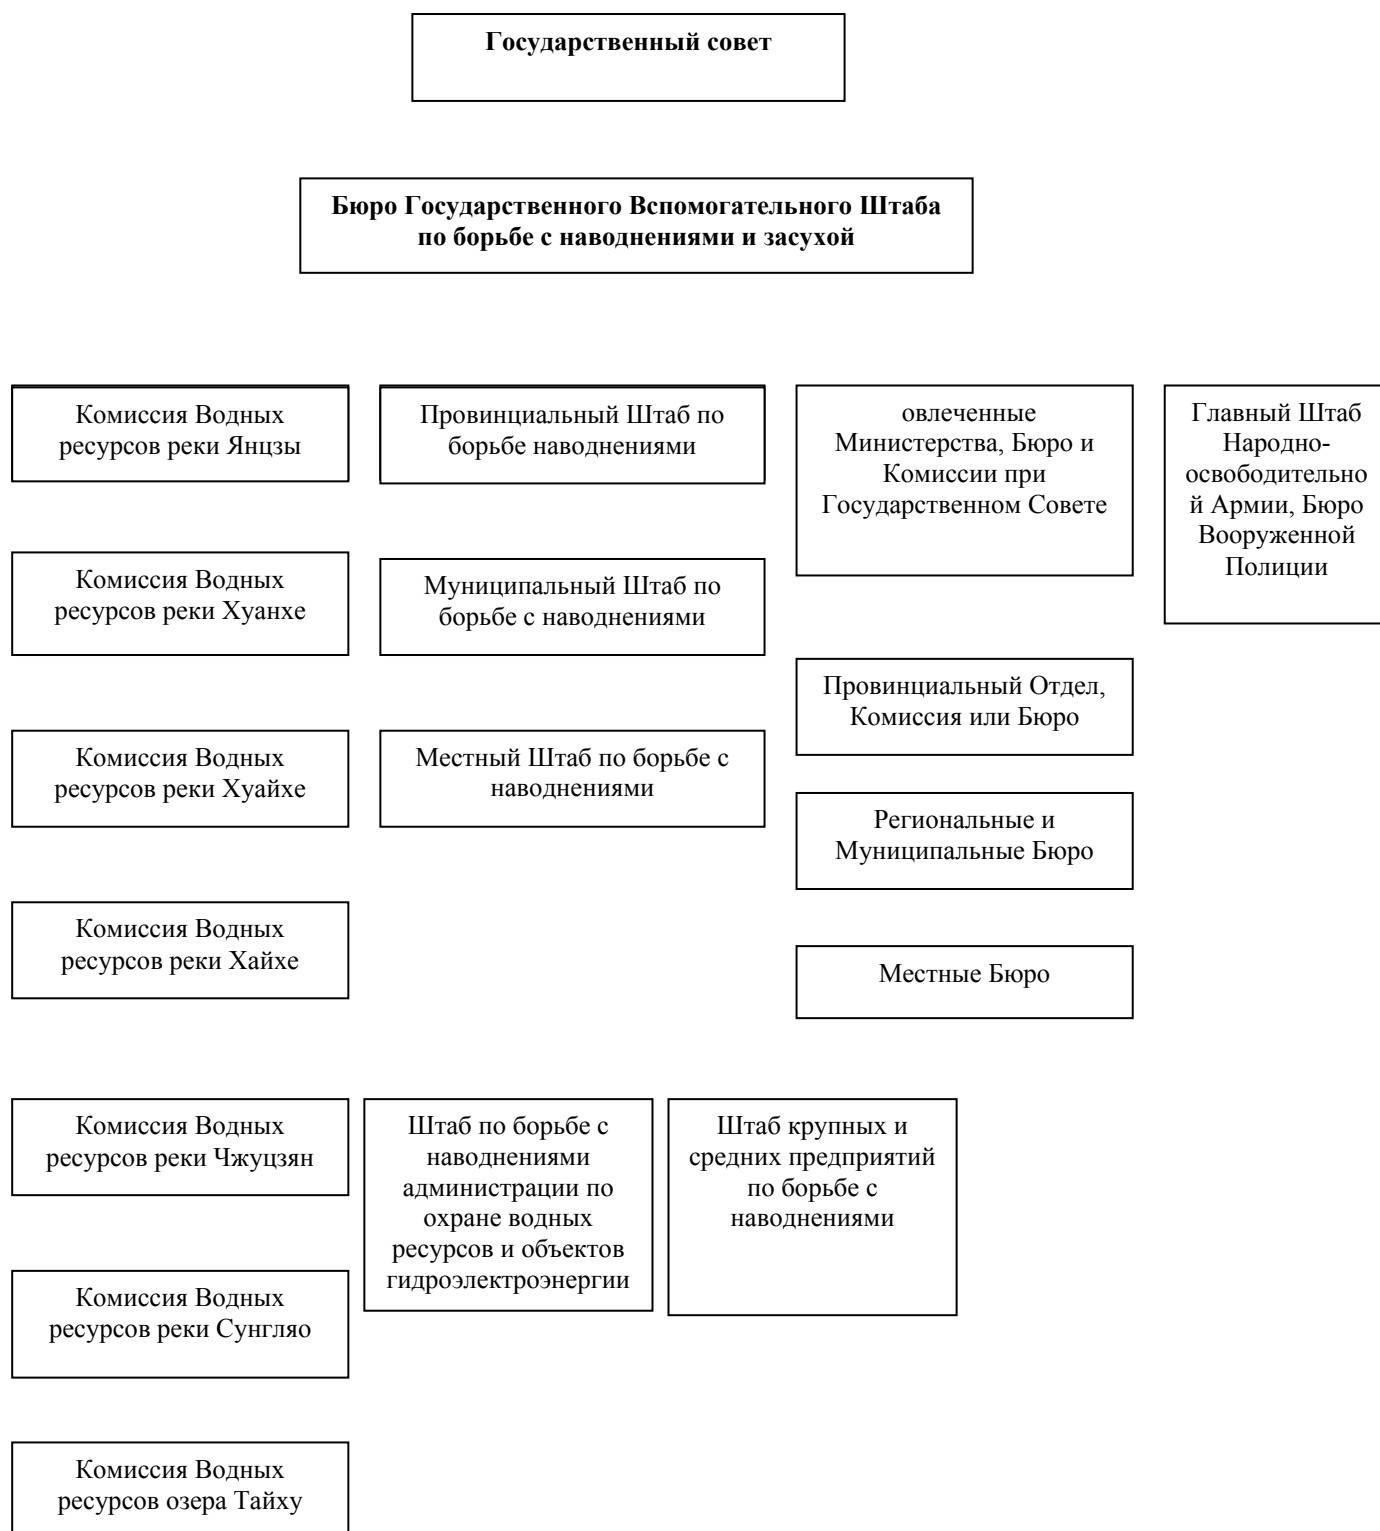 Государственный совет
Бюро Государственного Вспомогательного Штаба
по борьбе с наводнениями и засухой
Комиссия Водных
ресурсов реки Янцзы
Провинциальный Штаб по
борьбе наводнениями
овлеченные
Министерства, Бюро и
Комиссии при
Государственном Совете
Главный Штаб
Народно-
освободительно
й Армии, Бюро
Вооруженной
Полиции
Комиссия Водных
ресурсов реки Хуанхе
Муниципальный Штаб по
борьбе с наводнениями
Провинциальный Отдел,
Комиссия или Бюро
Комиссия Водных
ресурсов реки Хуайхе
Местный Штаб по борьбе с
наводнениями
Региональные и
Муниципальные Бюро
Комиссия Водных
ресурсов реки Хайхе
Местные Бюро
Комиссия Водных
ресурсов реки Чжуцзян
Штаб по борьбе с
наводнениями
администрации по
охране водных
ресурсов и объектов
гидроэлектроэнергии
Штаб крупных и
средних предприятий
по борьбе с
наводнениями
Комиссия Водных
ресурсов реки Сунгляо
Комиссия Водных
ресурсов озера Тайху